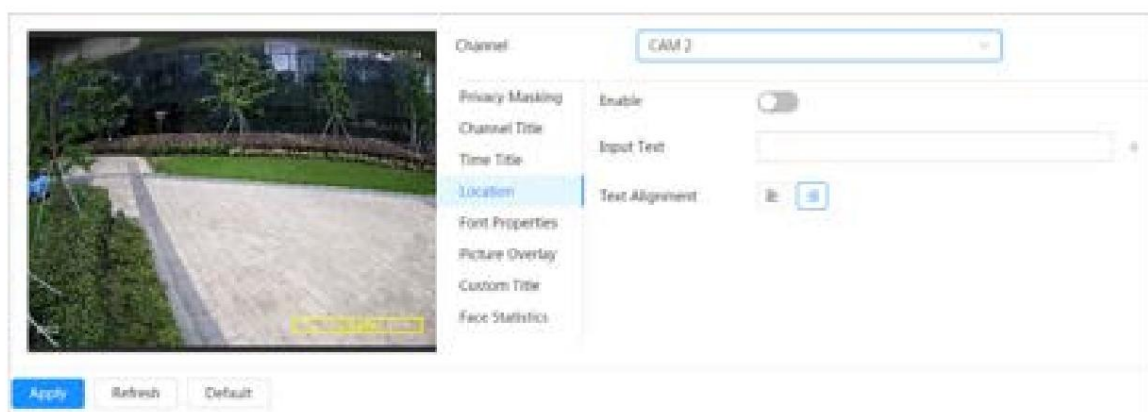 Channel
CAM 2
Privacy Masking
Channel Title
Time Title
Location
Font Properties
Picture Overlay
Custom Title
Face Statistics
Enable
Input Text
Text Alignment
Apply
Refresh
Default